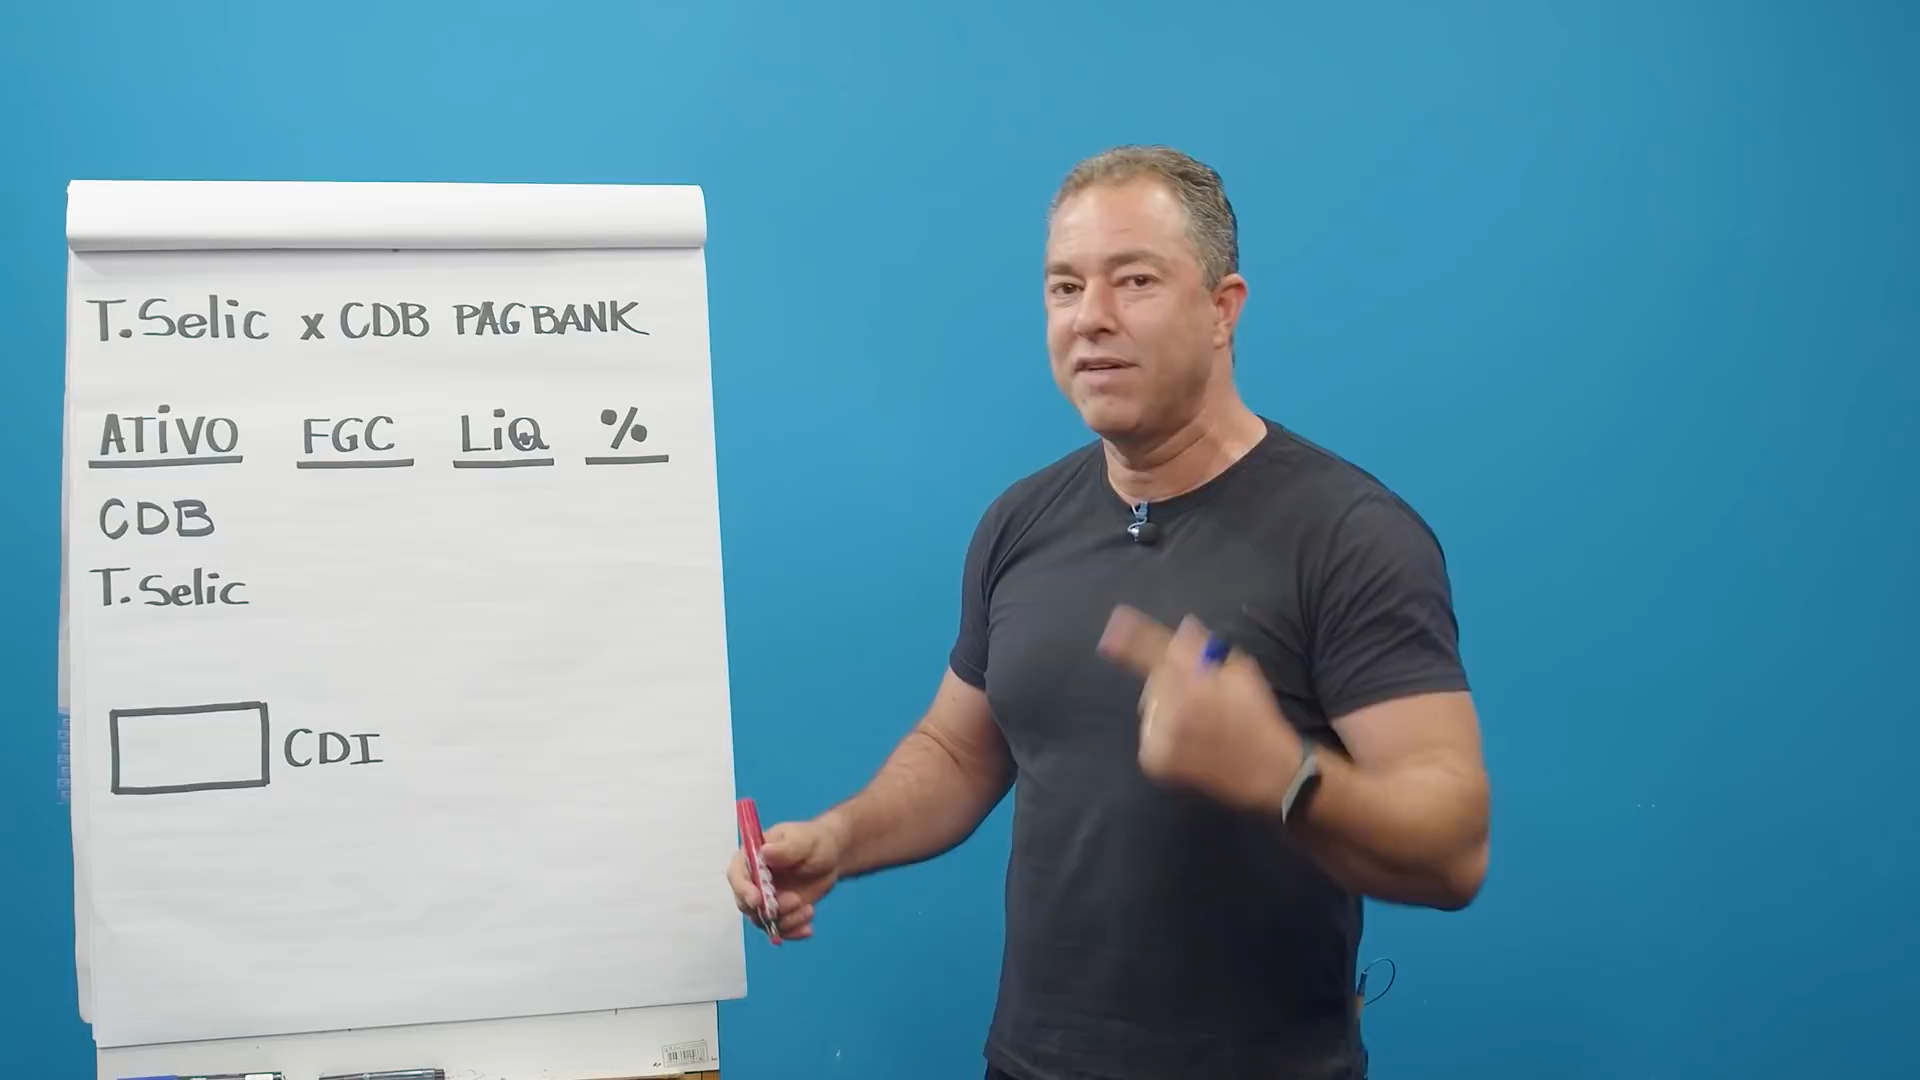 T.Selic x CDB PAGBANK
ATIVO FGC LIQ %
CDB
T.Selic
CDI